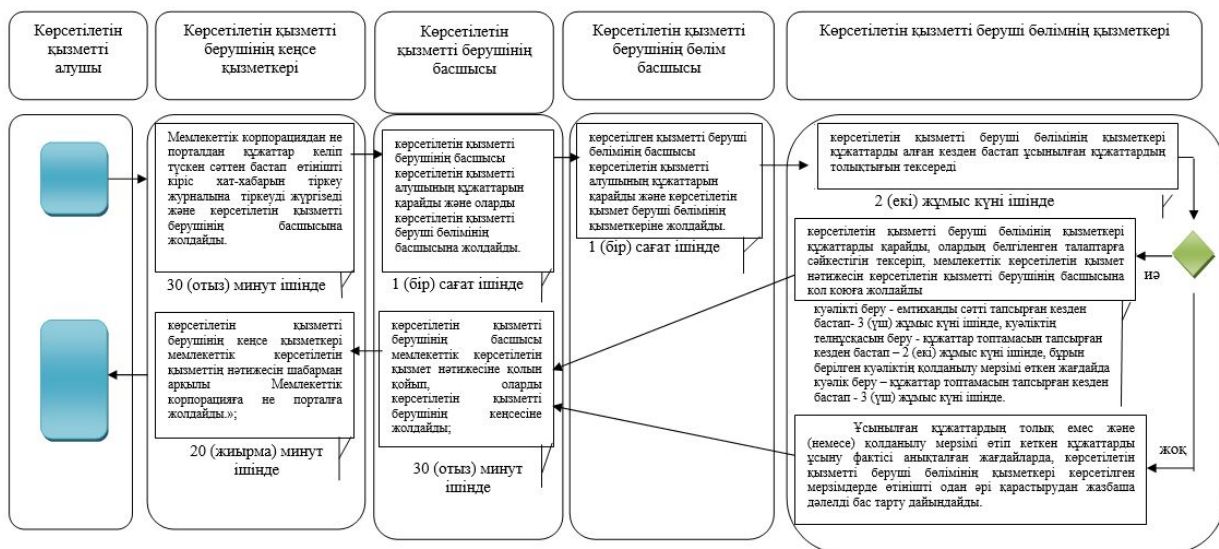 Көрсетілетін
қызметті
алушы
Көрсетілетін қызметті
берушінің кеңсе
қызметкері
Көрсетілетін
қызметті берушінің
басшысы
Көрсетілетін қызметті
берушінің бөлім
басшысы
Көрсетілетін қызметті беруші бөлімнің қызметкері
Мемлекеттік корпорациядан не
порталдан құжаттар келіп
түскен сәттен бастап өтінішті
кіріс хат-хабарын тіркеу
журналына тіркеуді жүргізеді
және көрсетілетін қызметті
берушінің басшысына
жолдайды.
30 (отыз) минут ішінде
көрсетілетін қызметті
берушінің басшысы
көрсетілетін қызметті
алушының құжаттарын
қарайды және оларды
көрсетілетін қызметті
беруші бөлімінің
басшысына жолдайды.
1 (бір) сағат ішінде
көрсетілген қызметті беруші
бөлімінің басшысы
көрсетілетін қызметті
алушының құжаттарын
қарайды және көрсетілетін
қызмет беруші бөлімінің
қызметкеріне жолдайды.
1 (бір) сағат ішінде
көрсетілетін қызметті беруші бөлімінің қызметкері
құжаттарды алған кезден бастап ұсынылған құжаттардың
толықтығын тексереді
2 (екі) жұмыс күні ішінде
көрсетілетін қызметті беруші бөлімінің қызметкері
құжаттарды қарайды, олардың белгіленген талаптарға
сәйкестігін тексеріп, мемлекеттік көрсетілетін қызмет
нәтижесін көрсетілетін қызметті берушінің басшысына
қол қоюға жолдайды
иә
куәлікті беру - емтиханды сәтті тапсырған кезден
бастап- 3 (үш) жұмыс күні ішінде, куәліктің
телнұсқасын беру - құжаттар топтамасын тапсырған
кезден бастап – 2 (екі) жұмыс күні ішінде, бұрын
берілген куәліктің қолданылу мерзімі өткен жағдайда
куәлік беру – құжаттар топтамасын тапсырған кезден
бастап - 3 (үш) жұмыс күні ішінде.
Ұсынылған құжаттардың толық емес және
(немесе) қолданылу мерзімі өтіп кеткен құжаттарды
ұсыну фактісі анықталған жағдайларда, көрсетілетін
қызметті беруші бөлімінің қызметкері көрсетілген
мерзімдерде өтінішті одан әрі қарастырудан жазбаша
дәлелді бас тарту дайындайды.
жоқ
көрсетілетін қызметті
берушінің басшысы
мемлекеттік көрсетілетін
қызмет нәтижесіне қолын
қойып, оларды
көрсетілетін қызметті
берушінің кеңсесіне
жолдайды;
30 (отыз) минут
ішінде
көрсетілетін қызметті
берушінің кеңсе қызметкері
мемлекеттік көрсетілетін
қызметтің нәтижесін шабарман
арқылы Мемлекеттік
корпорацияға не порталға
жолдайды.»;
20 (жиырма) минут
ішінде